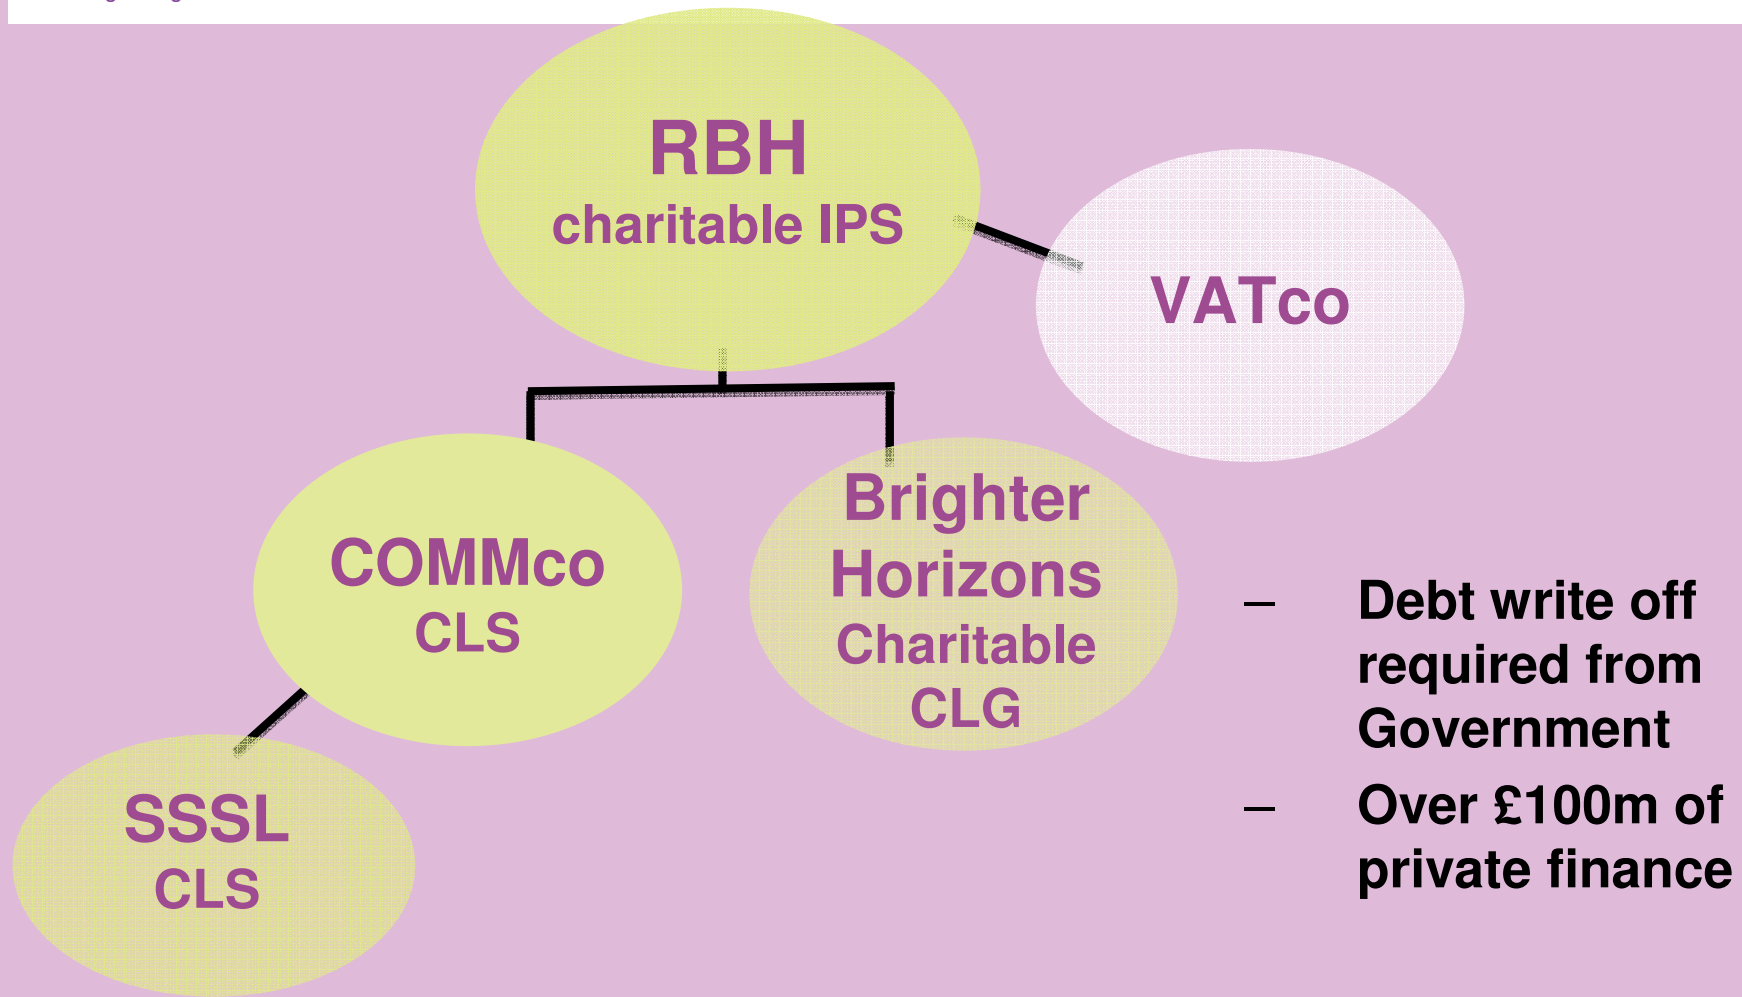 RBH
charitable IPS
VATco
COMMco
CLS
Brighter
Horizons
Charitable
CLG
SSSL
CLS
– Debt write off
required from
Government
– Over £100m of
private finance